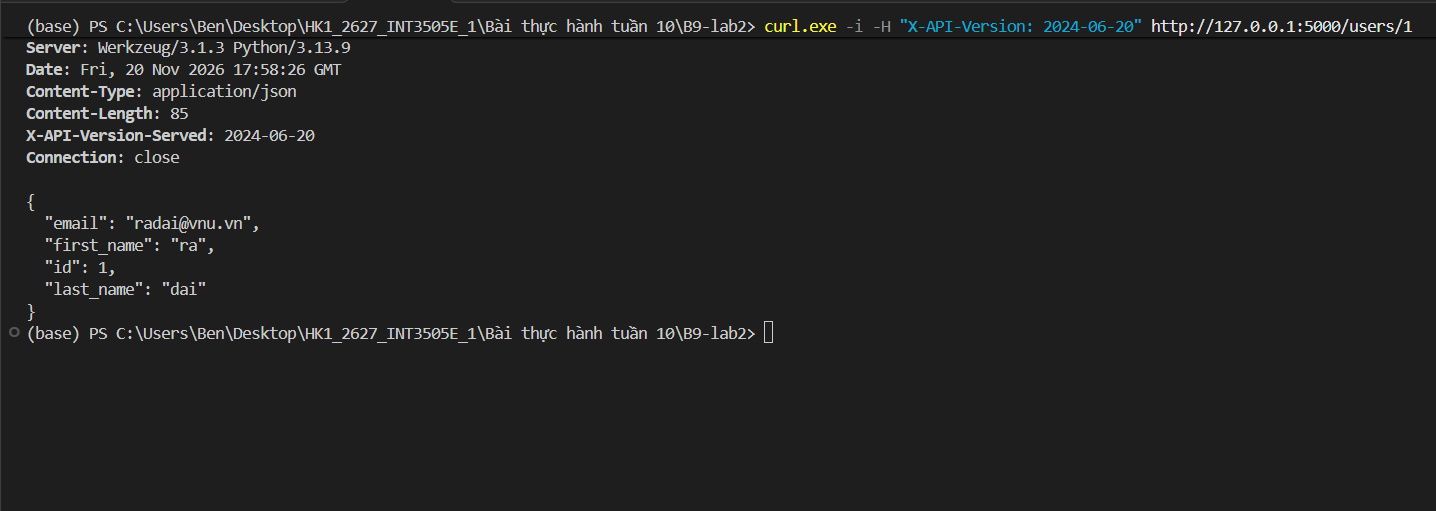 (base) PS C:\Users\Ben\Desktop\HK1_2627_INT3505E_1\Bài thực hành tuần 10\B9-lab2> curl.exe -i -H "X-API-Version: 2024-06-20" http://127.0.0.1:5000/users/1
Server: Werkzeug/3.1.3 Python/3.13.9
Date: Fri, 20 Nov 2026 17:58:26 GMT
Content-Type: application/json
Content-Length: 85
X-API-Version-Served: 2024-06-20
Connection: close

{
  "email": "radai@vnu.vn",
  "first_name": "ra",
  "id": 1,
  "last_name": "dai"
}
(base) PS C:\Users\Ben\Desktop\HK1_2627_INT3505E_1\Bài thực hành tuần 10\B9-lab2>